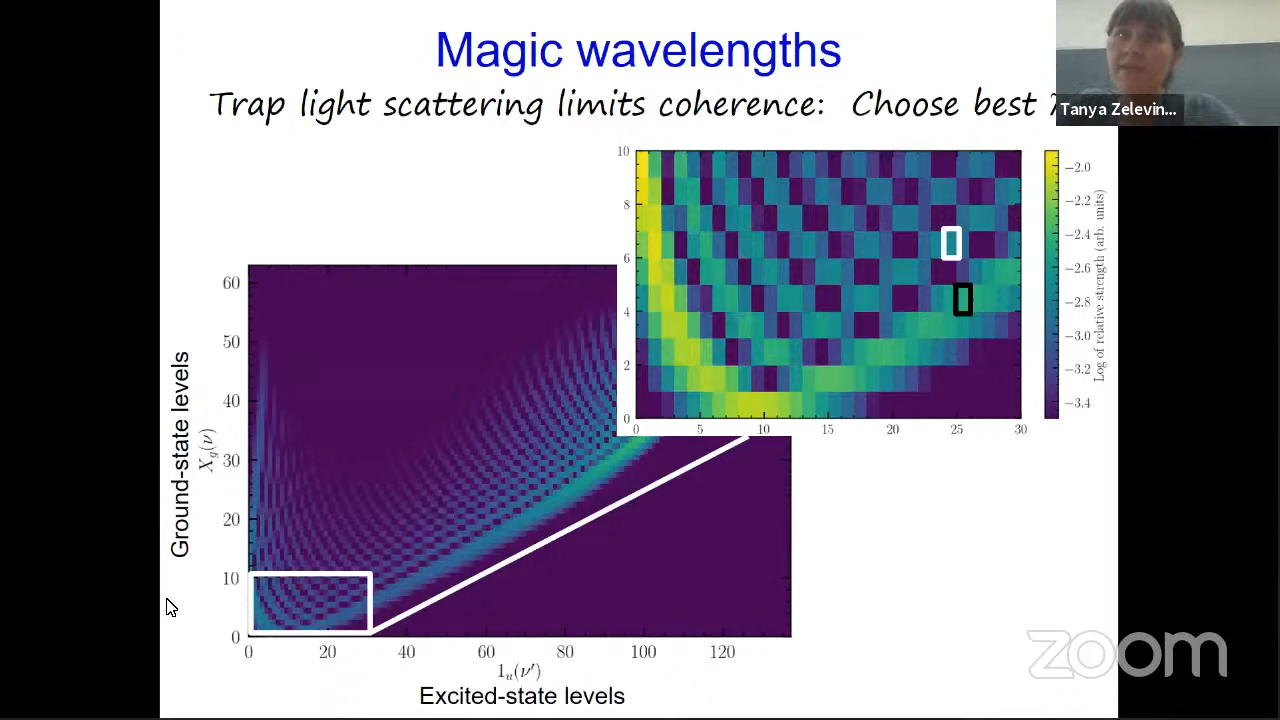 Magic wavelengths
Trap light scattering limits coherence: Choose best
Tanya Zelevin...
10
8
6
4
2
0
0 5 10 15 20 25 30
−2.0
−2.2
−2.4
−2.6
−2.8
−3.0
−3.2
−3.4
Log of relative strength (arb. units)
60
50
40
30
20
10
0
Ground-state levels
X_g(ν)
0 20 40 60 80 100 120
1_u(ν′)
Excited-state levels
zoom